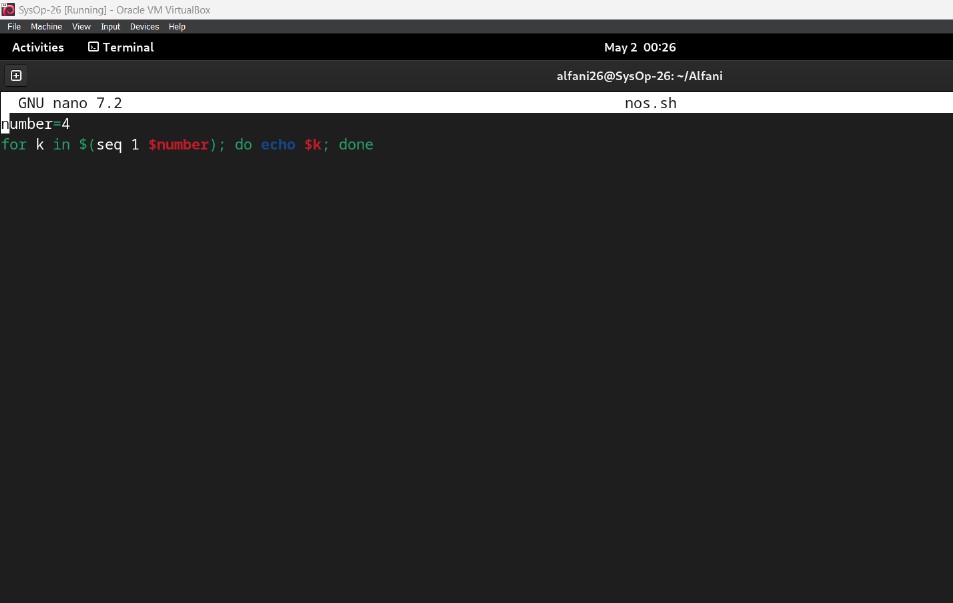 SysOp-26 [Running] - Oracle VM VirtualBox
File Machine View Input Devices Help
Activities Terminal May 2 00:26
alfani26@SysOp-26: ~/Alfani
GNU nano 7.2 nos.sh
number=4
for k in $(seq 1 $number); do echo $k; done